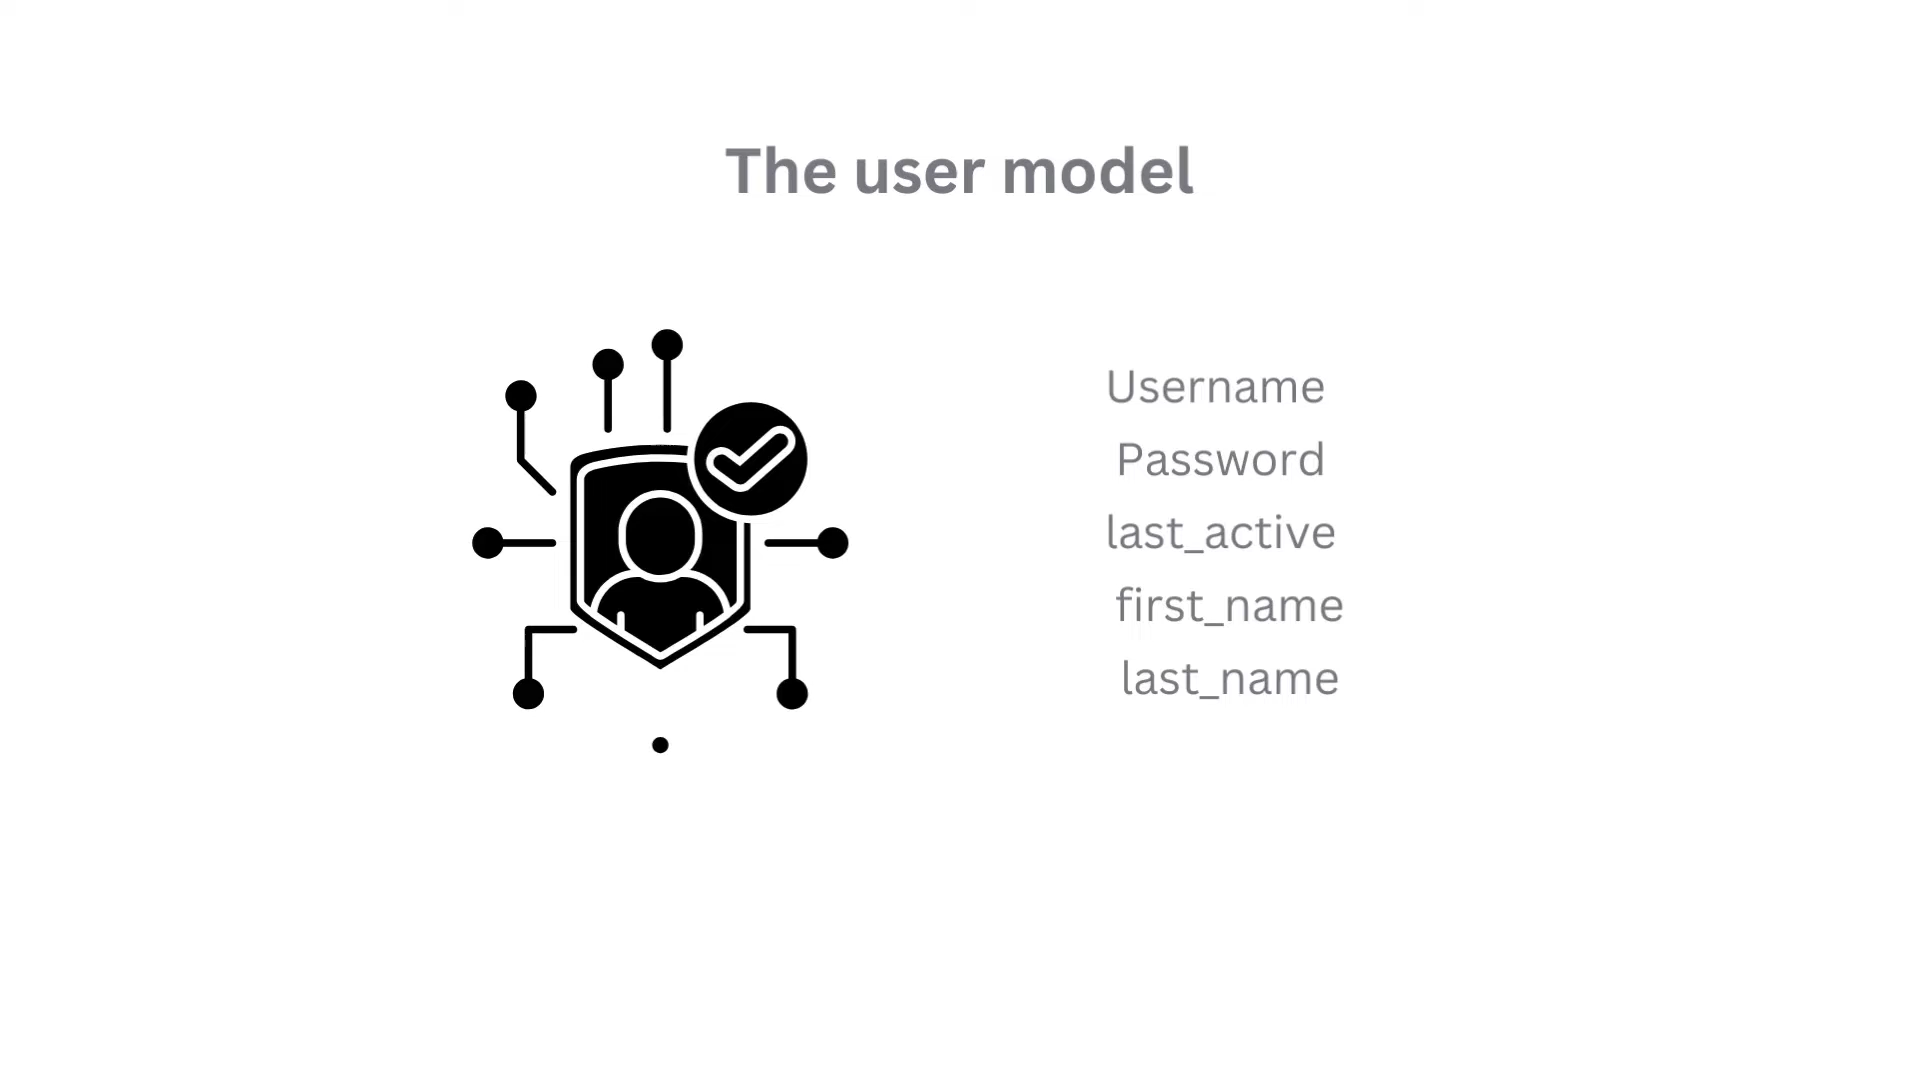 The user model
Username
Password
last_active
first_name
last_name